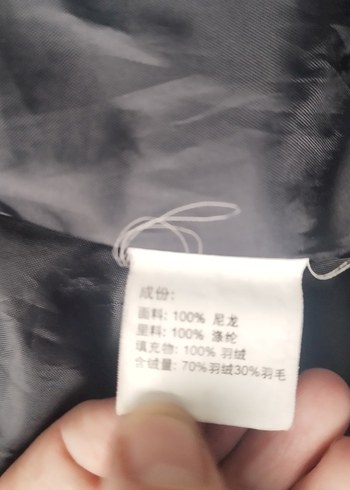 成份:
面料: 100% 尼龙
里料: 100% 涤纶
填充物: 100% 羽绒
含绒量: 70%羽绒30%羽毛